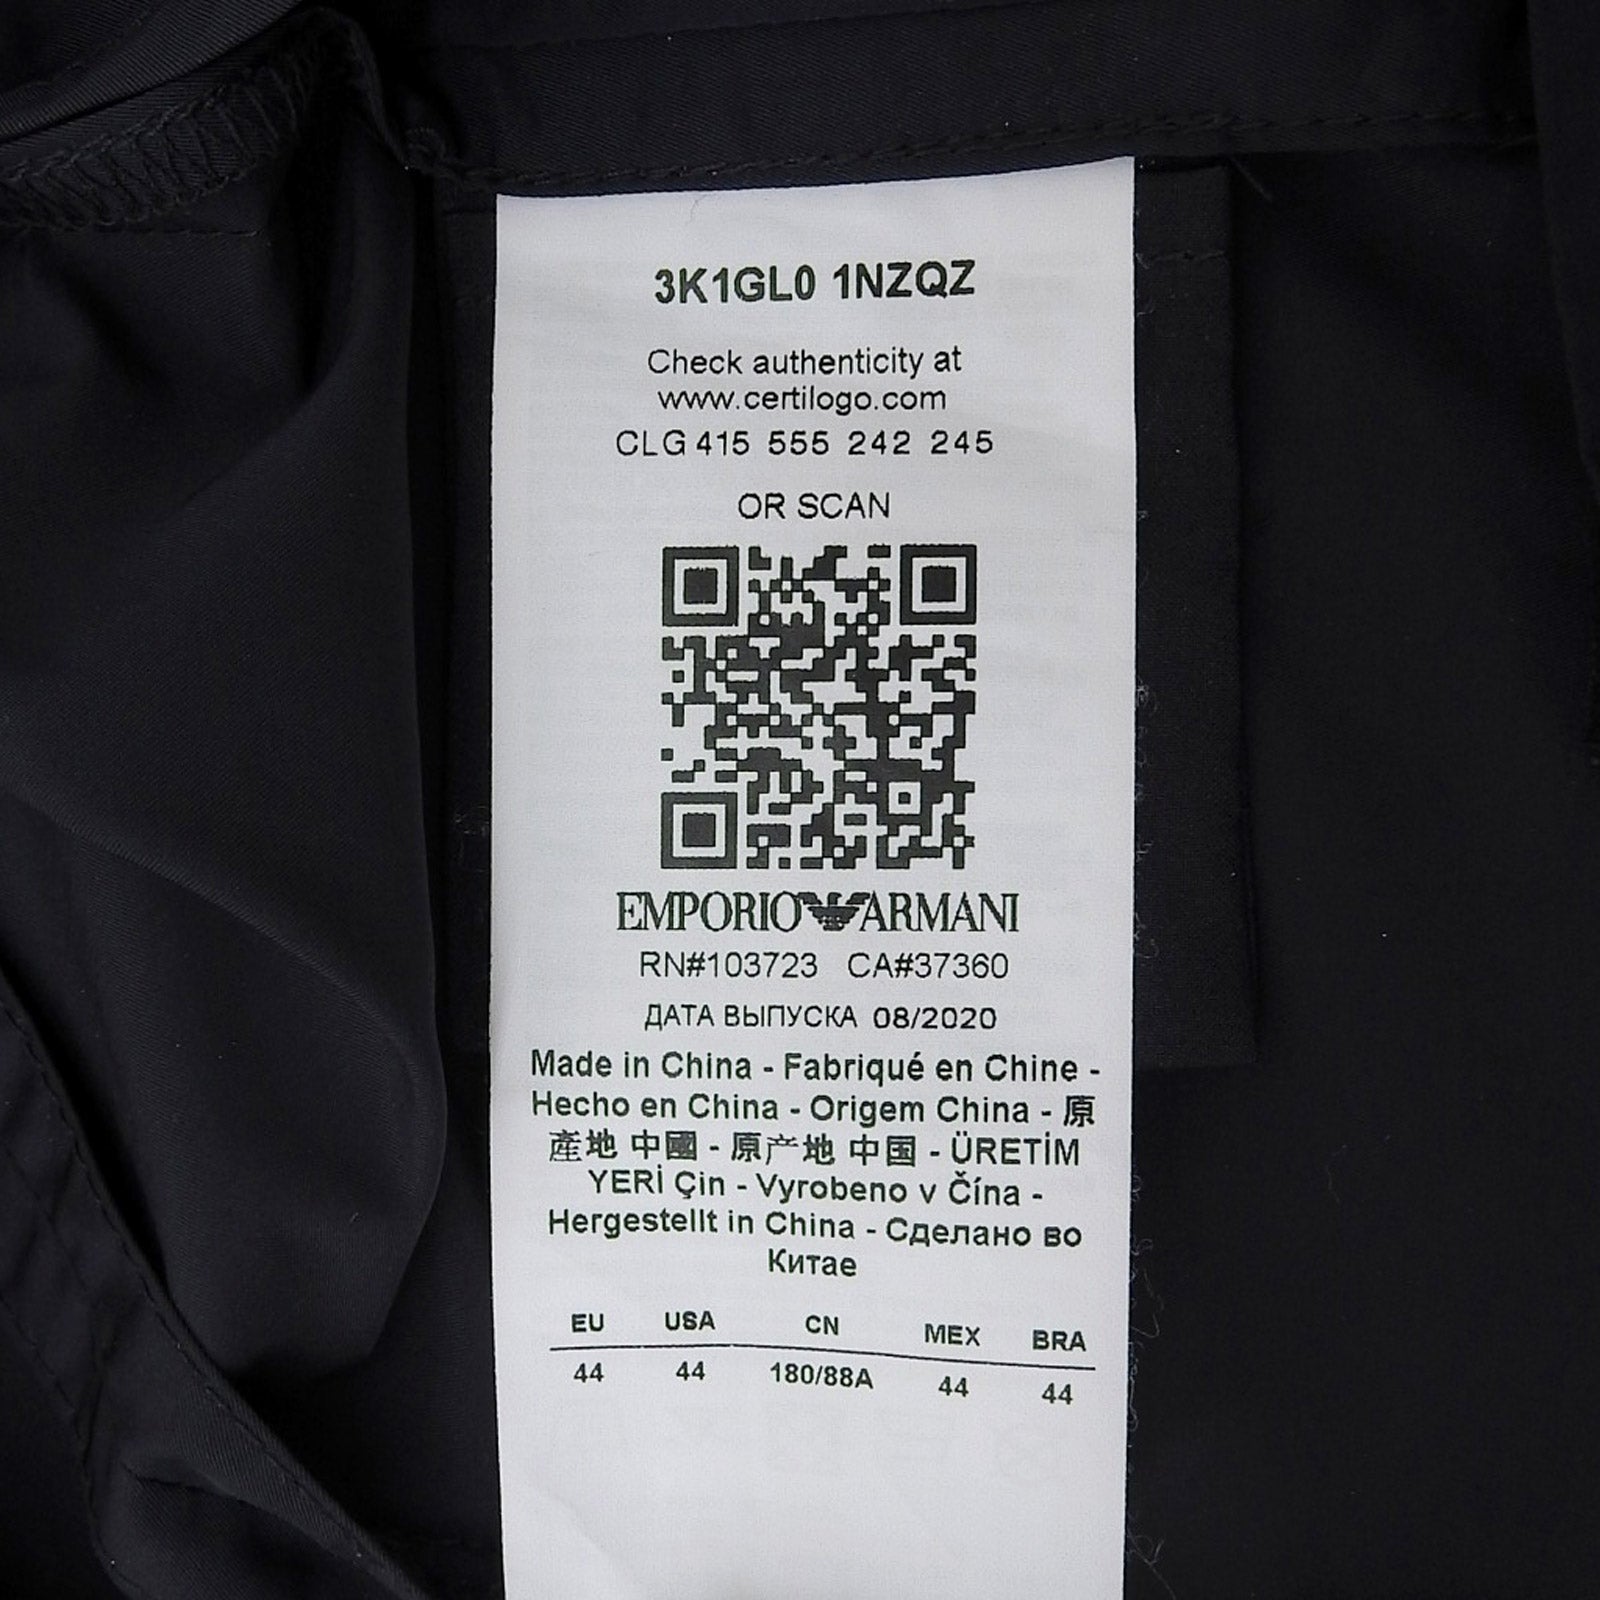 3K1GL0 1NZQZ
Check authenticity at
www.certilogo.com
CLG 415 555 242 245
OR SCAN
EMPORIO ARMANI
RN#103723 CA#37360
ДАТА ВЫПУСКА 08/2020
Made in China - Fabriqué en Chine -
Hecho en China - Origem China - 原
產地 中國 - 原产地 中国 - ÜRETİM
YERİ Çin - Vyrobeno v Čína -
Hergestellt in China - Сделано во
Китае
EU USA CN MEX BRA
44 44 180/88A 44 44